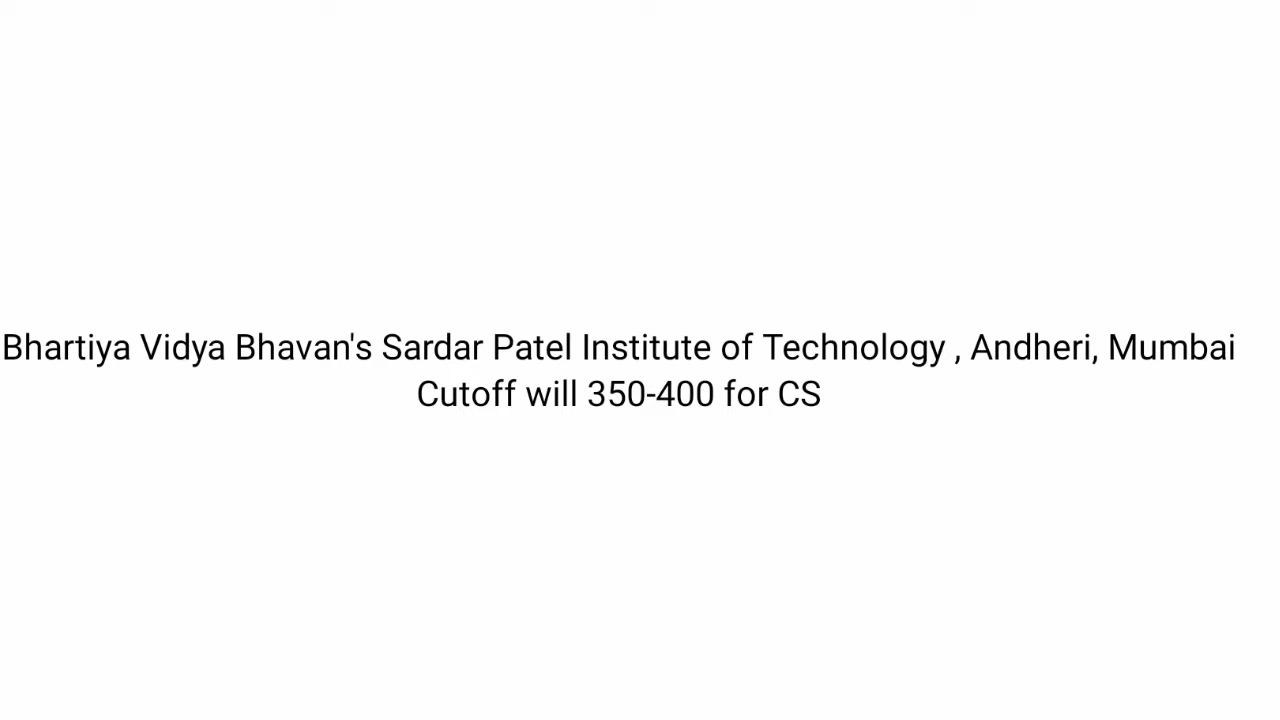 Bhartiya Vidya Bhavan's Sardar Patel Institute of Technology , Andheri, Mumbai
Cutoff will 350-400 for CS